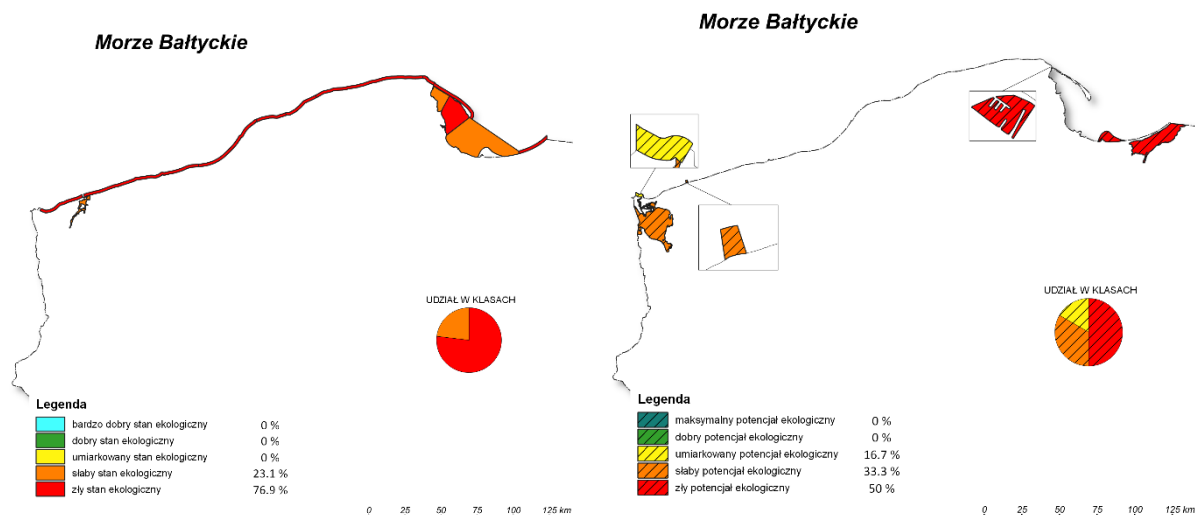 Morze Bałtyckie
UDZIAŁ W KLASACH
Legenda
bardzo dobry stan ekologiczny 0 %
dobry stan ekologiczny 0 %
umiarkowany stan ekologiczny 0 %
słaby stan ekologiczny 23.1 %
zły stan ekologiczny 76.9 %
0 25 50 75 100 125 km
Morze Bałtyckie
UDZIAŁ W KLASACH
Legenda
maksymalny potencjał ekologiczny 0 %
dobry potencjał ekologiczny 0 %
umiarkowany potencjał ekologiczny 16.7 %
słaby potencjał ekologiczny 33.3 %
zły potencjał ekologiczny 50 %
0 25 50 75 100 125 km